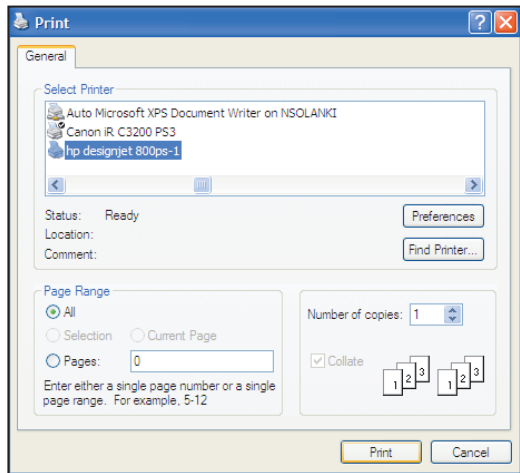 Print
General
Select Printer
Auto Microsoft XPS Document Writer on NSOLANKI
Canon iR C3200 PS3
hp designjet 800ps-1
Status: Ready
Preferences
Location:
Comment:
Find Printer...
Page Range
All
Selection Current Page
Pages: 0
Enter either a single page number or a single
page range. For example, 5-12
Number of copies: 1
Collate
1 2 3 1 2 3
Print Cancel